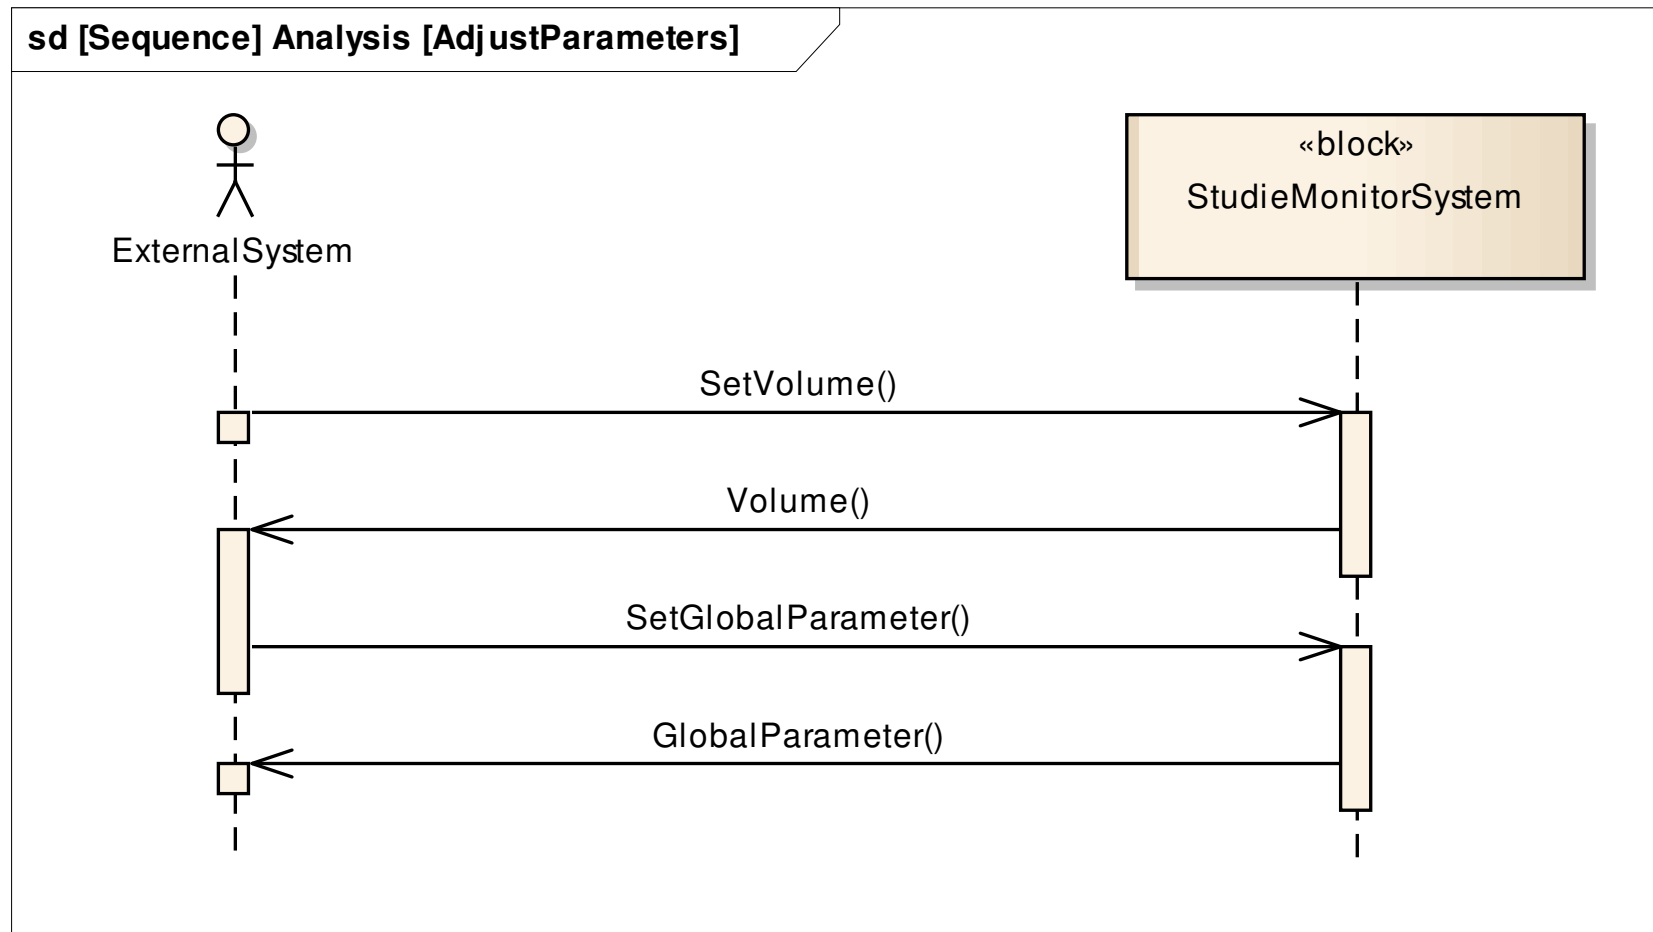 sd [Sequence] Analysis [AdjustParameters]
«block»
StudieMonitorSystem
ExternalSystem
SetVolume()
Volume()
SetGlobalParameter()
GlobalParameter()